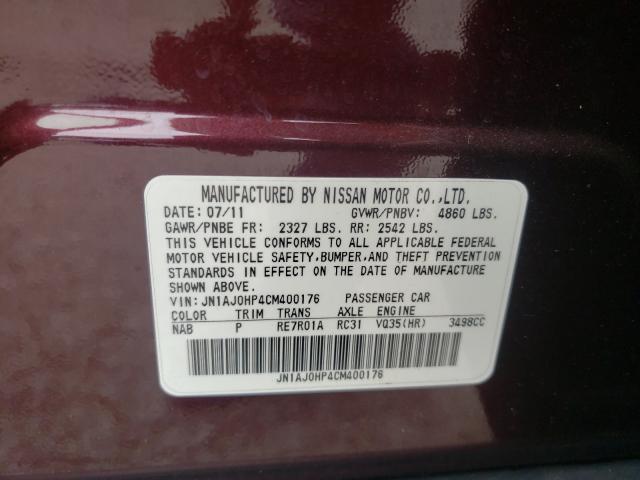 MANUFACTURED BY NISSAN MOTOR CO.,LTD.
DATE: 07/11 GVWR/PNBV: 4860 LBS.
GAWR/PNBE FR: 2327 LBS. RR: 2542 LBS.
THIS VEHICLE CONFORMS TO ALL APPLICABLE FEDERAL
MOTOR VEHICLE SAFETY,BUMPER,AND THEFT PREVENTION
STANDARDS IN EFFECT ON THE DATE OF MANUFACTURE
SHOWN ABOVE.
VIN: JN1AJ0HP4CM400176 PASSENGER CAR
COLOR TRIM TRANS AXLE ENGINE
NAB P RE7R01A RC31 VQ35(HR) 3498CC
JN1AJ0HP4CM400176